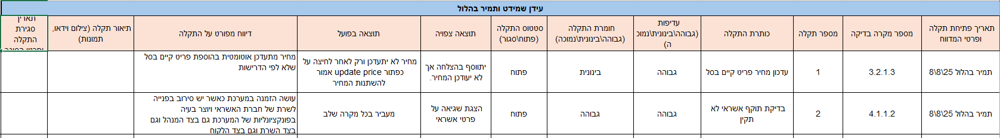 עידן שמידט ותמיר בהלול
תאריך פתיחת תקלה
ופרטי המדווח
מספר מקרה בדיקה
מספר תקלה
כותרת התקלה
עדיפות
(גבוהה\בינונית\נמוכ
ה)
חומרת התקלה
(גבוהה\בינונית\נמוכה)
סטטוס התקלה
(פתוח\סגור)
תוצאה צפויה
תוצאה בפועל
דיווח מפורט על התקלה
תיאור תקלה (צילום וידאו,
תמונות)
תאריך
סגירת
התקלה
תמיר בהלול 25\8\8
3.2.1.3
1
עדכון מחיר פריט קיים בסל
גבוהה
בינונית
פתוח
יתווסף בהצלחה אך
לא יעודכן המחיר.
מחיר לא יתעדכן ורק לאחר לחיצה על
כפתור update price אמור
להשתנות המחיר
מחיר מתעדכן אוטומטית בהוספת פריט קיים בסל
שלא לפי הדרישות
תמיר בהלול 25\8\8
4.1.1.2
2
בדיקת תוקף אשראי לא
תקין
גבוהה
גבוהה
פתוח
הצגת שגיאה על
פרטי אשראי
מעביר בכל מקרה שלב
עושה הזמנה במערכת כאשר יש סירוב בפנייה
לשרת של חברת האשראי ויוצר בעיה
בפונקציונליות של המערכת גם בצד המנהל וגם
בצד השרת וגם בצד הלקוח